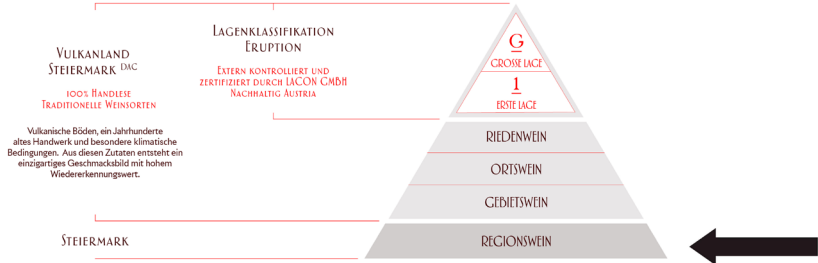 Vulkanland
Steiermark DAC
100% Handlese
Traditionelle Weinsorten
Vulkanische Böden, ein Jahrhunderte
altes Handwerk und besondere klimatische
Bedingungen. Aus diesen Zutaten entsteht ein
einzigartiges Geschmacksbild mit hohem
Wiedererkennungswert.
Lagenklassifikation
Eruption
Extern kontrolliert und
zertifiziert durch LACON GMBH
Nachhaltig Austria
G
GROSSE LAGE
1
ERSTE LAGE
RIEDENWEIN
ORTSWEIN
GEBIETSWEIN
Steiermark
REGIONSWEIN